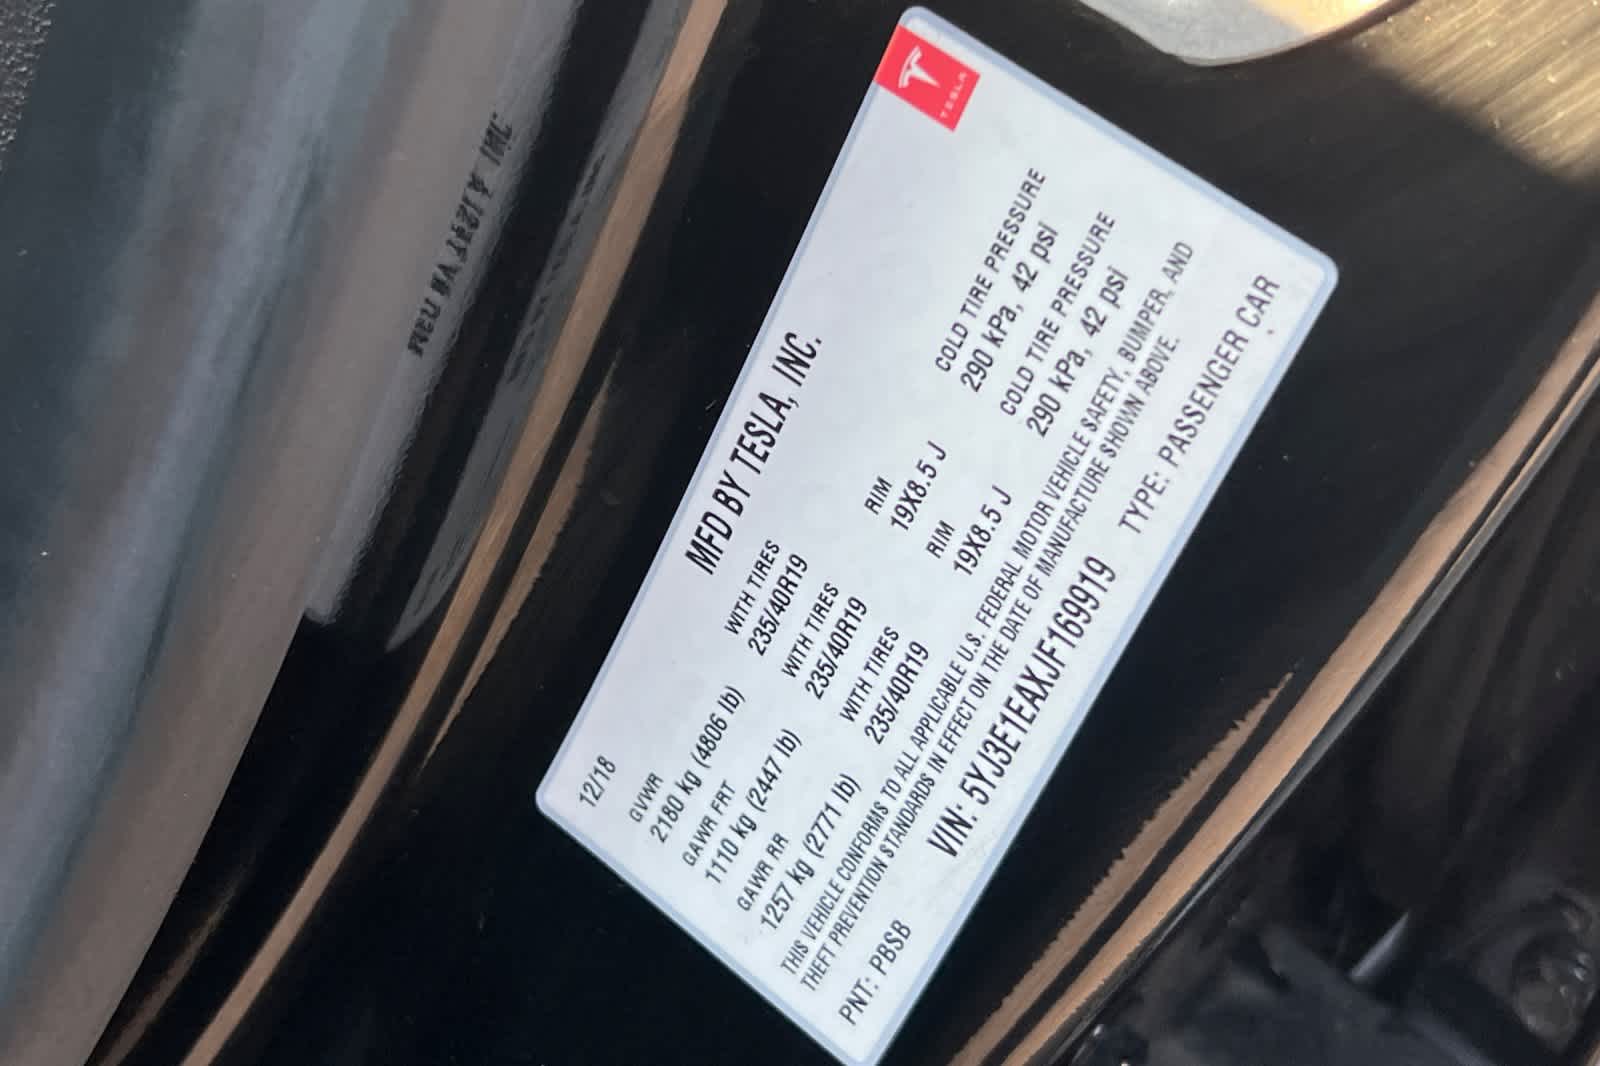 TESLA
12/18
MFD BY TESLA, INC.
GVWR
2180 kg (4806 lb)
GAWR FRT
WITH TIRES
RIM
COLD TIRE PRESSURE
1110 kg (2447 lb)
235/40R19
19X8.5 J
290 kPa, 42 psi
GAWR RR
WITH TIRES
RIM
COLD TIRE PRESSURE
1257 kg (2771 lb)
235/40R19
19X8.5 J
290 kPa, 42 psi
WITH TIRES
235/40R19
THIS VEHICLE CONFORMS TO ALL APPLICABLE U.S. FEDERAL MOTOR VEHICLE SAFETY, BUMPER, AND
THEFT PREVENTION STANDARDS IN EFFECT ON THE DATE OF MANUFACTURE SHOWN ABOVE.
PNT: PBSB
VIN: 5YJ3E1EAXJF169919
TYPE: PASSENGER CAR